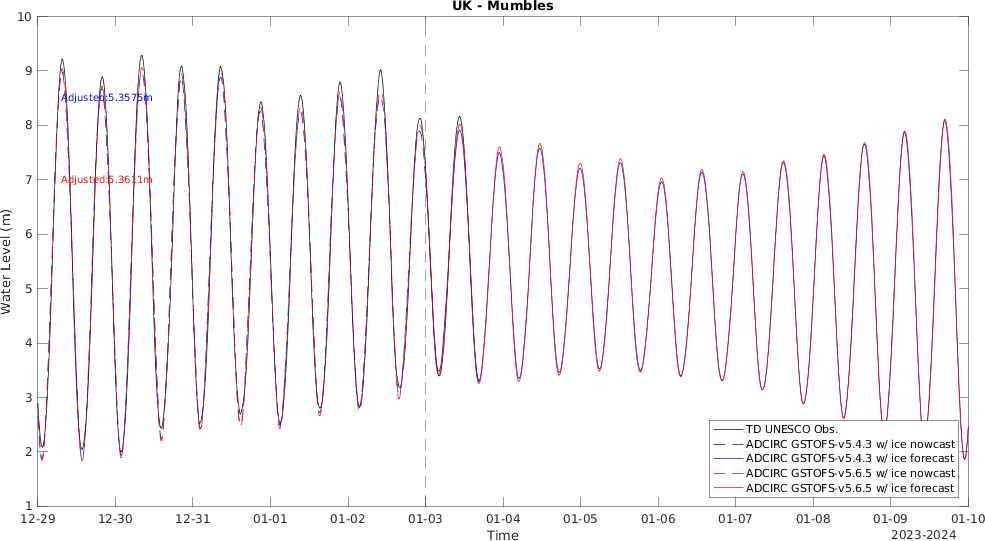 UK - Mumbles
10
9
8
7
6
5
4
3
2
1
Water Level (m)
Adjusted:5.3575m
Adjusted:5.3611m
TD UNESCO Obs.
ADCIRC GSTOFS-v5.4.3 w/ ice nowcast
ADCIRC GSTOFS-v5.4.3 w/ ice forecast
ADCIRC GSTOFS-v5.6.5 w/ ice nowcast
ADCIRC GSTOFS-v5.6.5 w/ ice forecast
12-29 12-30 12-31 01-01 01-02 01-03 01-04 01-05 01-06 01-07 01-08 01-09 01-10
Time
2023-2024